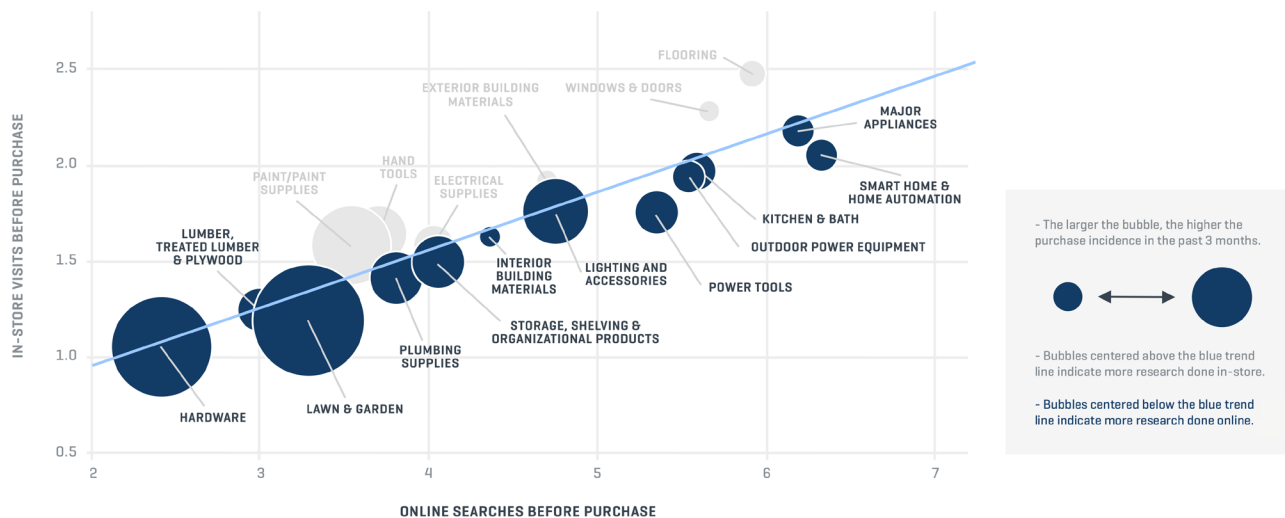 IN-STORE VISITS BEFORE PURCHASE
2.5
2.0
1.5
1.0
0.5
2
3
4
5
6
7
ONLINE SEARCHES BEFORE PURCHASE
FLOORING
EXTERIOR BUILDING
MATERIALS
WINDOWS & DOORS
MAJOR
APPLIANCES
HAND
TOOLS
PAINT/PAINT
SUPPLIES
ELECTRICAL
SUPPLIES
SMART HOME &
HOME AUTOMATION
KITCHEN & BATH
LUMBER,
TREATED LUMBER
& PLYWOOD
OUTDOOR POWER EQUIPMENT
INTERIOR
BUILDING
MATERIALS
LIGHTING AND
ACCESSORIES
POWER TOOLS
STORAGE, SHELVING &
ORGANIZATIONAL PRODUCTS
PLUMBING
SUPPLIES
LAWN & GARDEN
HARDWARE
- The larger the bubble, the higher the
purchase incidence in the past 3 months.
- Bubbles centered above the blue trend
line indicate more research done in-store.
- Bubbles centered below the blue trend
line indicate more research done online.